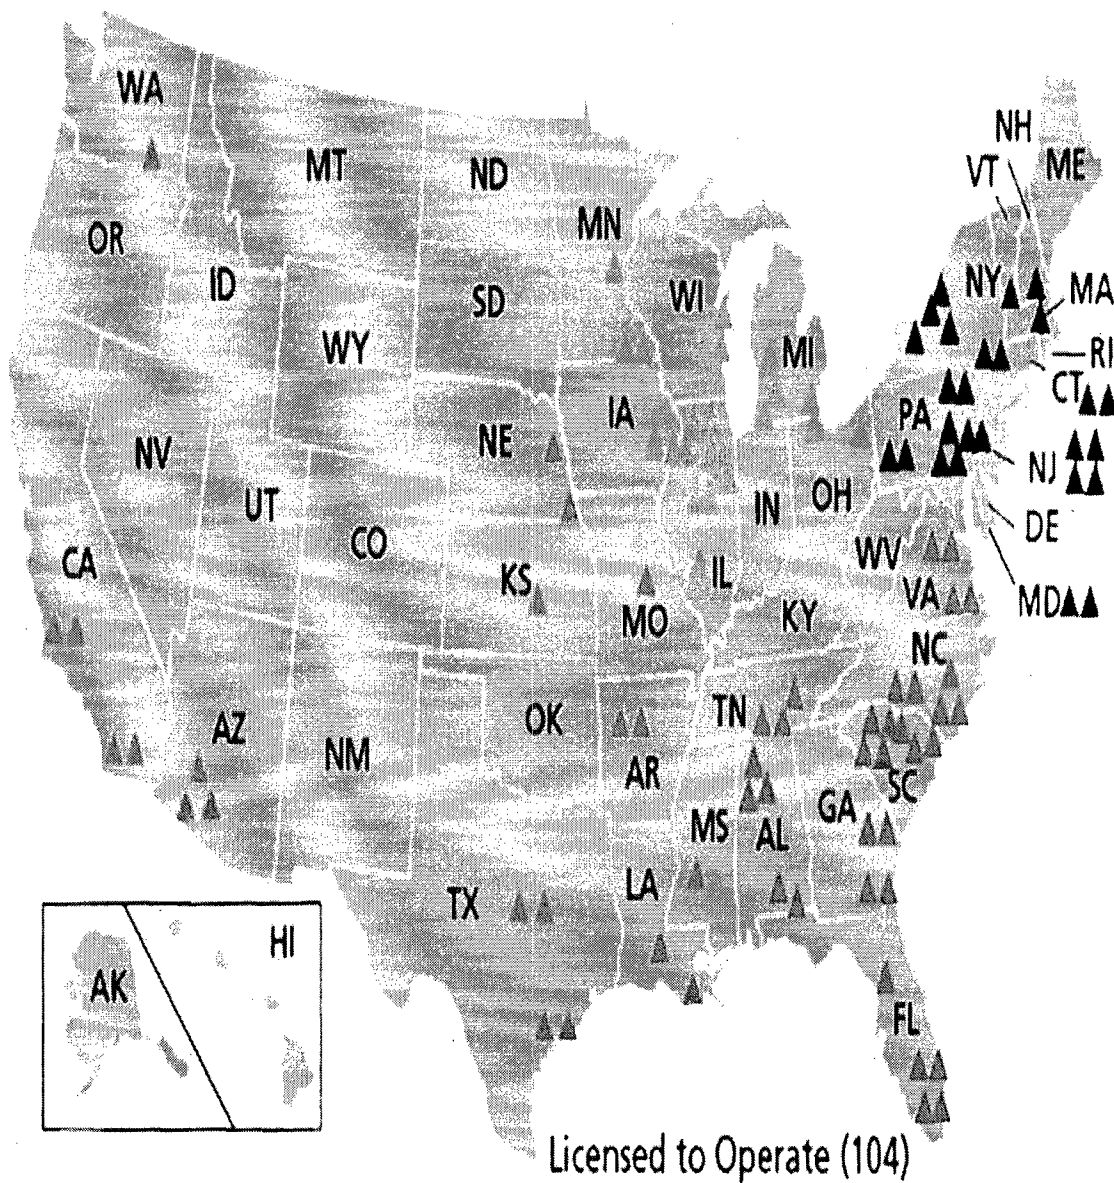 WA
NH
MT
ND
VT
ME
MN
OR
ID
SD
WI
NY
MA
WY
MI
RI
CT
IA
PA
NV
NE
NJ
UT
IN
OH
DE
CO
CA
KS
IL
WV
VA
MD
MO
KY
NC
AZ
NM
OK
TN
AR
SC
GA
MS
AL
TX
LA
HI
AK
FL
Licensed to Operate (104)